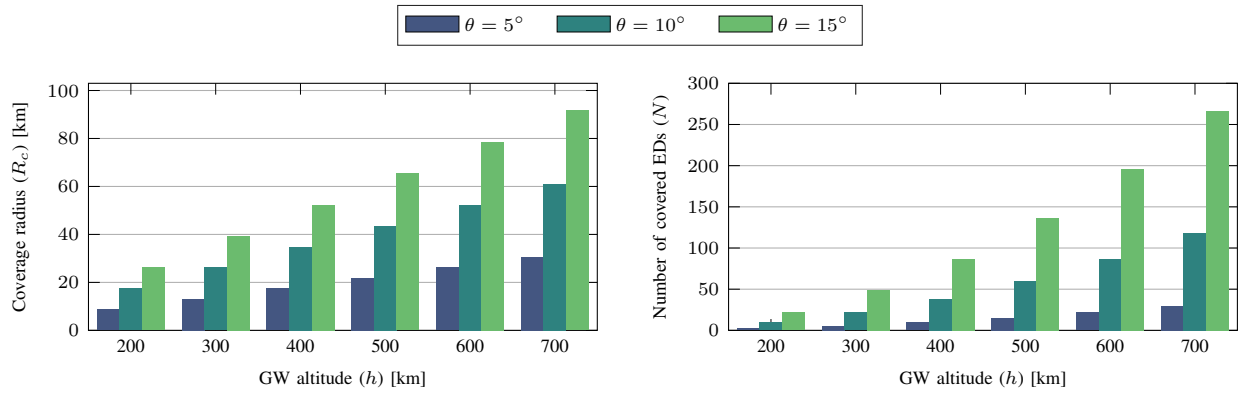 θ = 5° θ = 10° θ = 15°
Coverage radius (R_c) [km]
100
80
60
40
20
0
200 300 400 500 600 700
GW altitude (h) [km]
Number of covered EDs (N)
300
250
200
150
100
50
0
200 300 400 500 600 700
GW altitude (h) [km]